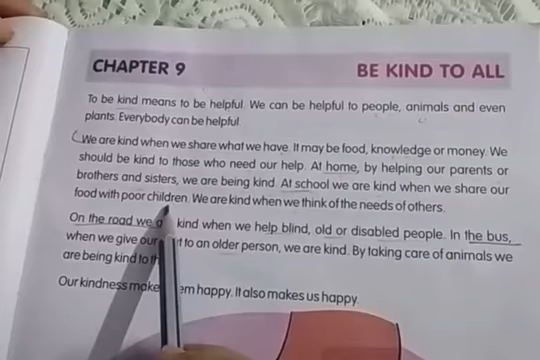 CHAPTER 9 BE KIND TO ALL
To be kind means to be helpful. We can be helpful to people, animals and even
plants. Everybody can be helpful.
We are kind when we share what we have. It may be food, knowledge or money. We
should be kind to those who need our help. At home, by helping our parents or
brothers and sisters, we are being kind. At school we are kind when we share our
food with poor children. We are kind when we think of the needs of others.
On the road we kind when we help blind, old or disabled people. In the bus,
when we give our to an older person, we are kind. By taking care of animals we
are being kind to
Our kindness make happy. It also makes us happy.